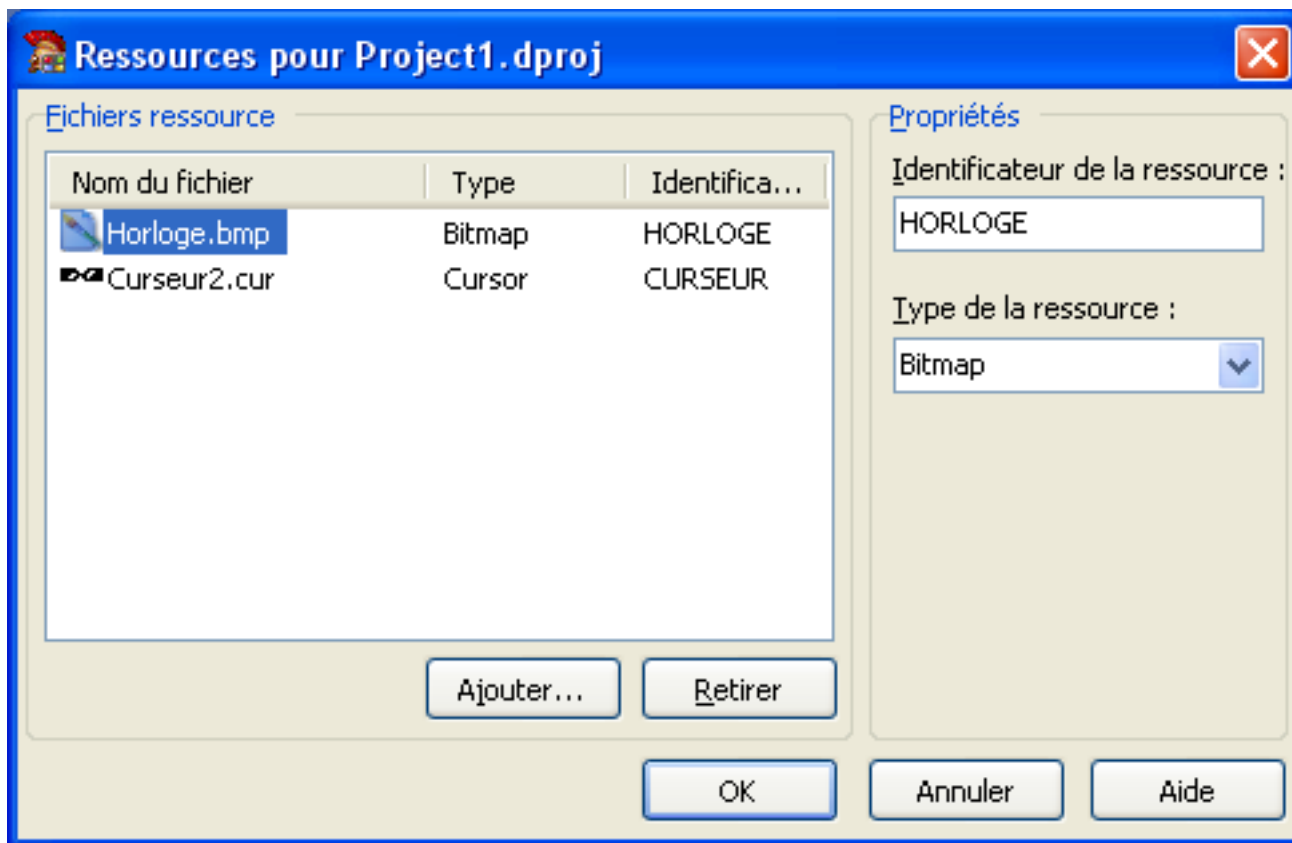 Ressources pour Project1.dproj
Fichiers ressource
Nom du fichier Type Identifica...
Horloge.bmp Bitmap HORLOGE
Curseur2.cur Cursor CURSEUR
Ajouter... Retirer
Propriétés
Identificateur de la ressource :
HORLOGE
Type de la ressource :
Bitmap
OK Annuler Aide